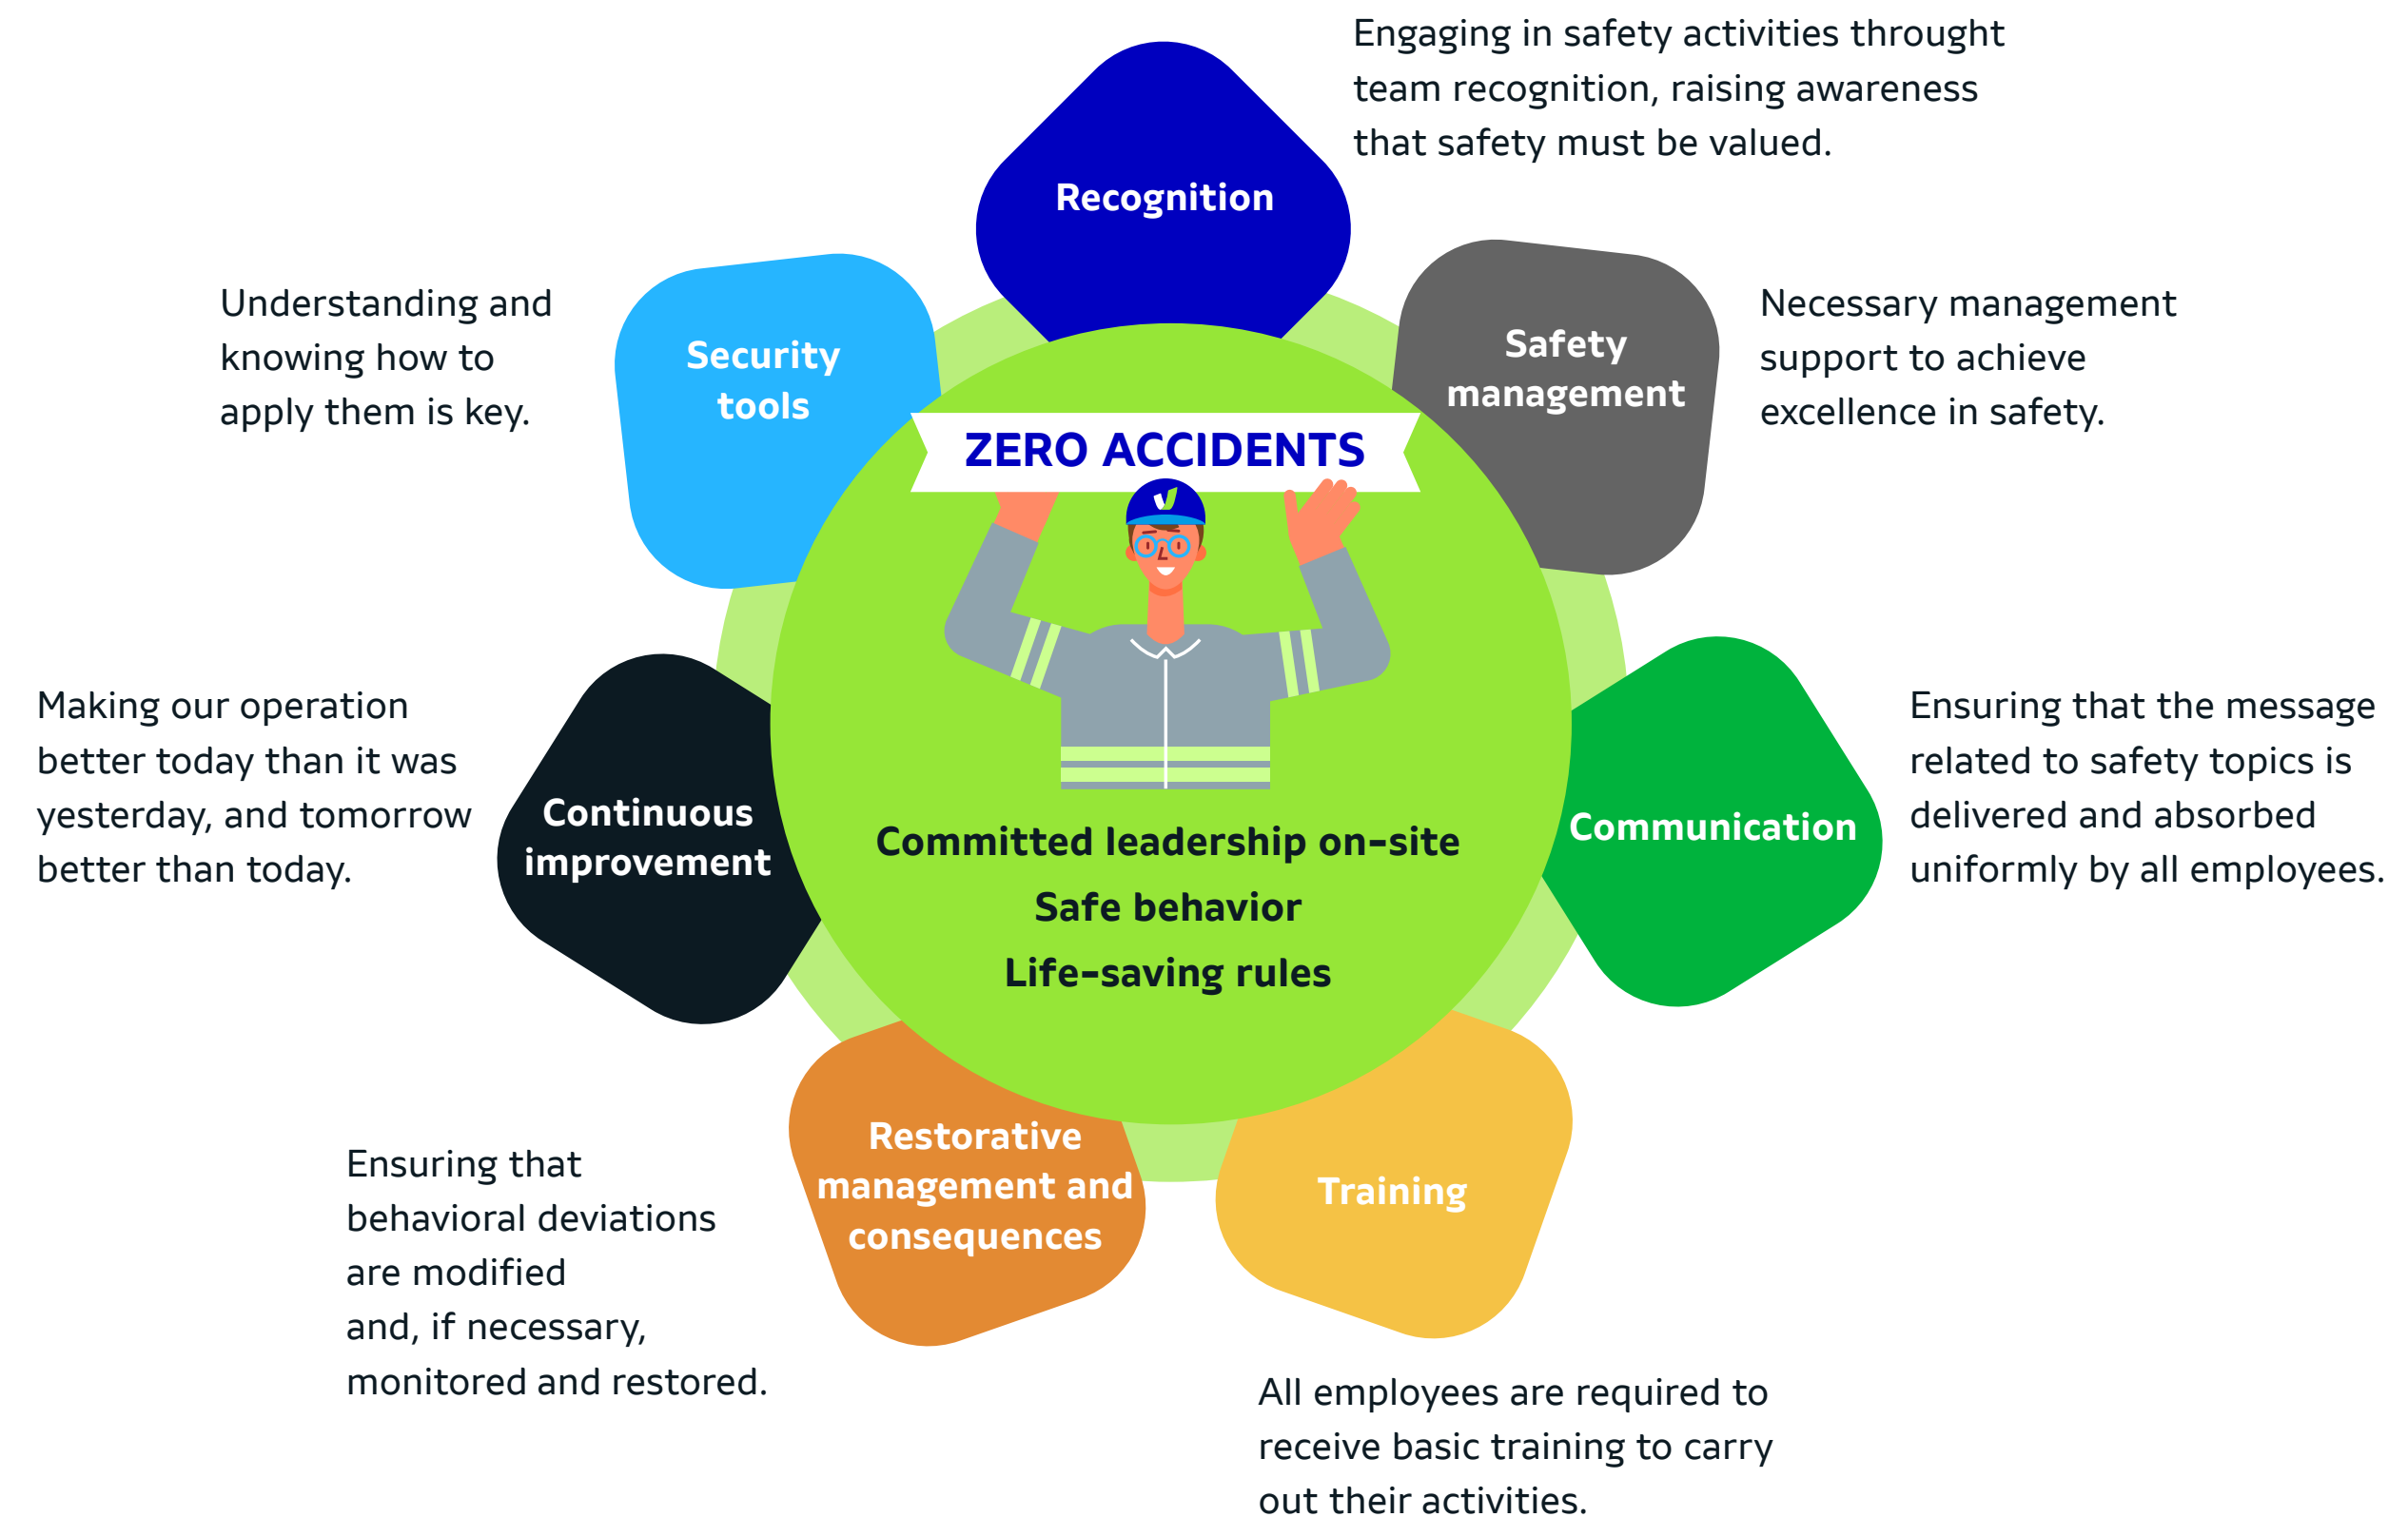 Engaging in safety activities throught
team recognition, raising awareness
that safety must be valued.
Recognition
Understanding and
knowing how to
apply them is key.
Security
tools
Safety
management
Necessary management
support to achieve
excellence in safety.
ZERO ACCIDENTS
Making our operation
better today than it was
yesterday, and tomorrow
better than today.
Continuous
improvement
Committed leadership on-site
Safe behavior
Life-saving rules
Communication
Ensuring that the message
related to safety topics is
delivered and absorbed
uniformly by all employees.
Ensuring that
behavioral deviations
are modified
and, if necessary,
monitored and restored.
Restorative
management and
consequences
Training
All employees are required to
receive basic training to carry
out their activities.